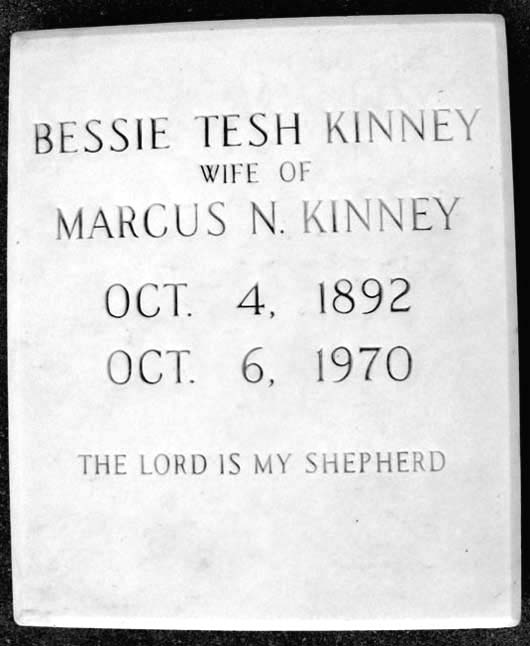 BESSIE TESH KINNEY
WIFE OF
MARCUS N. KINNEY
OCT. 4, 1892
OCT. 6, 1970
THE LORD IS MY SHEPHERD